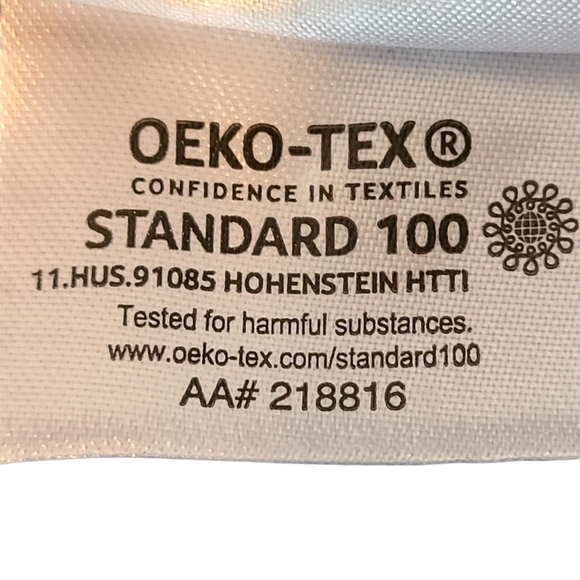 OEKO-TEX®
CONFIDENCE IN TEXTILES
STANDARD 100
11.HUS.91085 HOHENSTEIN HTTI
Tested for harmful substances.
www.oeko-tex.com/standard100
AA# 218816